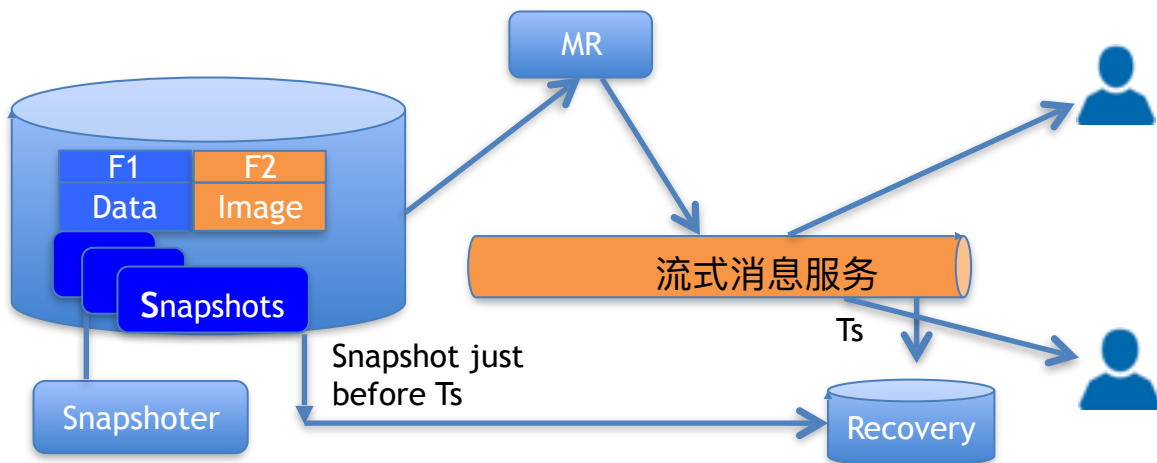 MR
F1
F2
Data
Image
流式消息服务
Snapshots
Ts
Snapshot just
before Ts
Snapshoter
Recovery